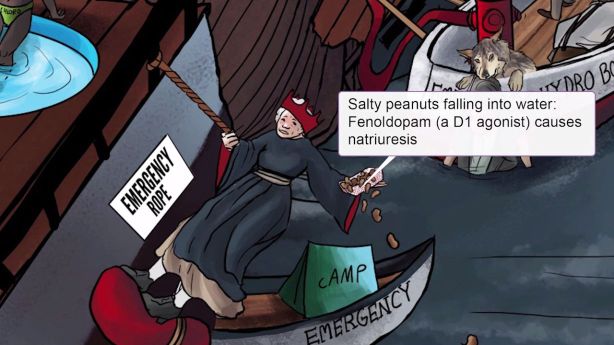 Salty peanuts falling into water:
Fenoldopam (a D1 agonist) causes
natriuresis
HYDRO BO
EMERGENCY
ROPE
CAMP
EMERGENCY